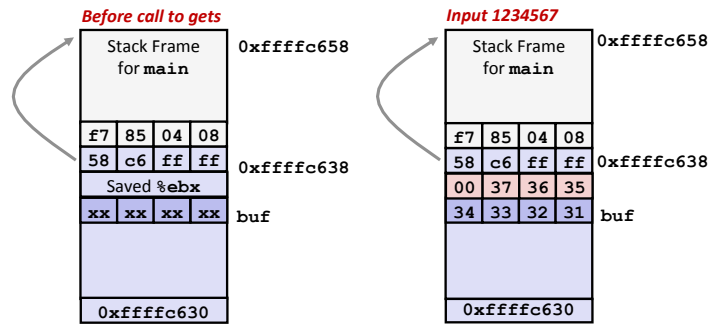 Before call to gets
Stack Frame
for main
0xffffc658
f7 85 04 08
58 c6 ff ff
0xffffc638
Saved %ebx
xx xx xx xx
buf
0xffffc630
Input 1234567
Stack Frame
for main
0xffffc658
f7 85 04 08
58 c6 ff ff
0xffffc638
00 37 36 35
34 33 32 31
buf
0xffffc630